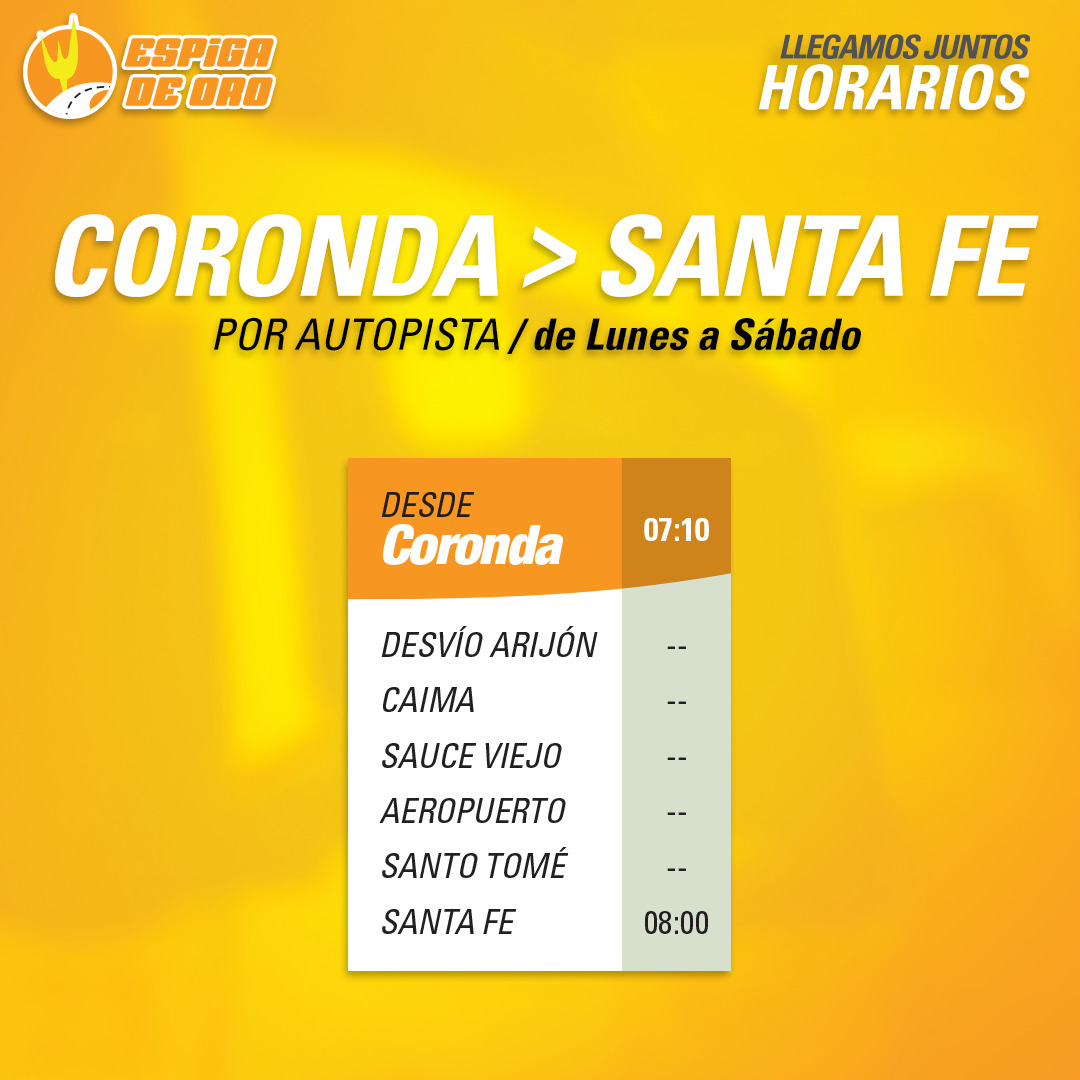 ESPIGA
DE ORO
LLEGAMOS JUNTOS
HORARIOS
CORONDA > SANTA FE
POR AUTOPISTA / de Lunes a Sábado
DESDE
Coronda 07:10
DESVÍO ARIJÓN --
CAIMA --
SAUCE VIEJO --
AEROPUERTO --
SANTO TOMÉ --
SANTA FE 08:00